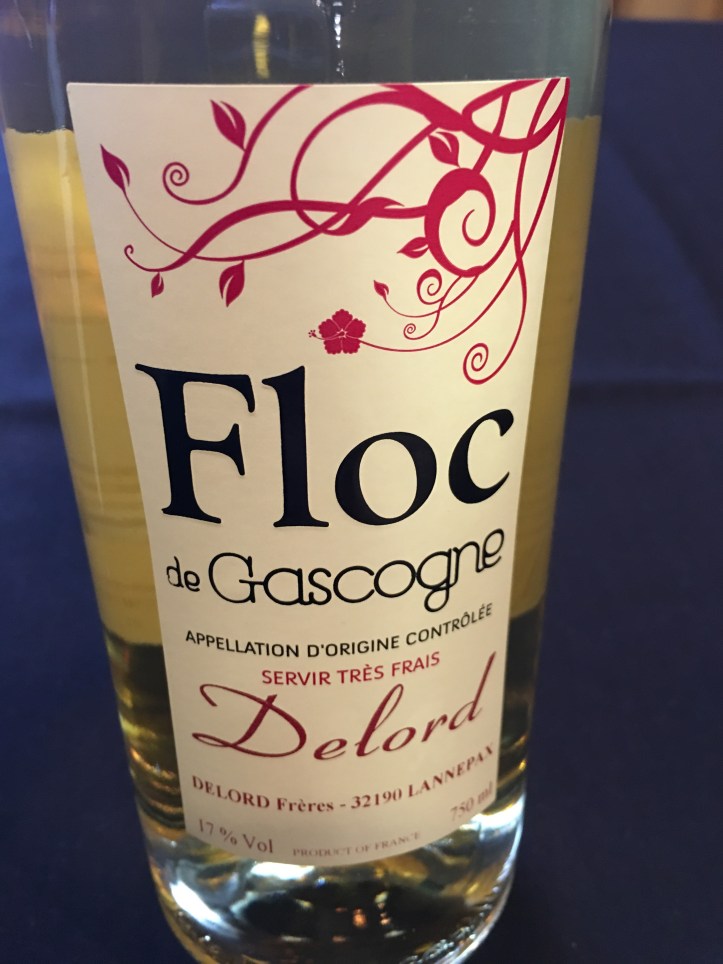 Floc
de Gascogne
APPELLATION D'ORIGINE CONTRÔLÉE
SERVIR TRÈS FRAIS
Delord
DELORD Frères - 32190 LANNEPAX
17 % Vol PRODUCT OF FRANCE 750 ml